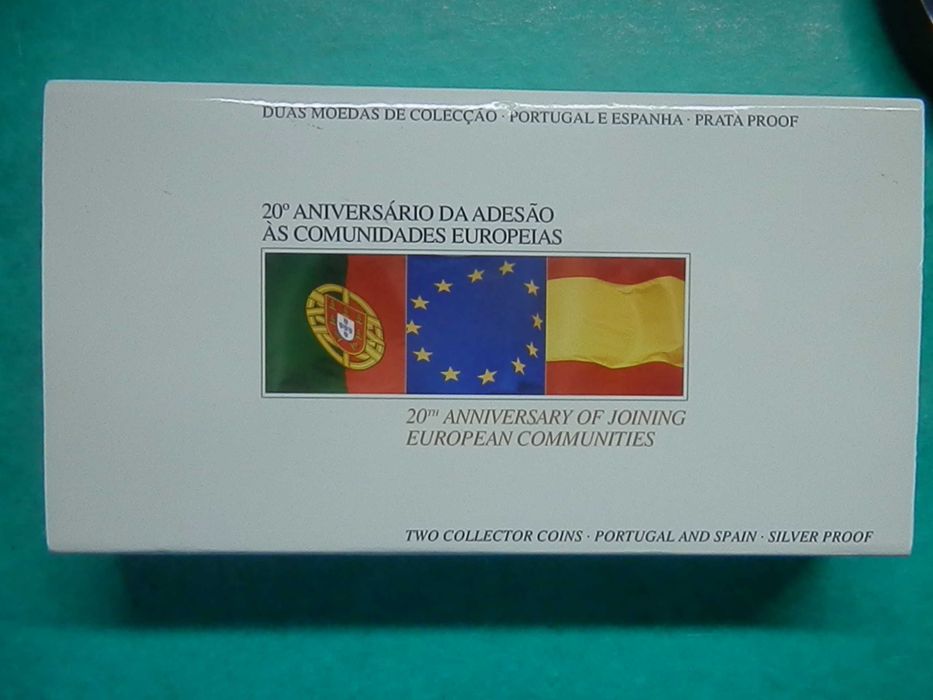 DUAS MOEDAS DE COLECÇÃO · PORTUGAL E ESPANHA · PRATA PROOF
20º ANIVERSÁRIO DA ADESÃO
ÀS COMUNIDADES EUROPEIAS
20TH ANNIVERSARY OF JOINING
EUROPEAN COMMUNITIES
TWO COLLECTOR COINS · PORTUGAL AND SPAIN · SILVER PROOF